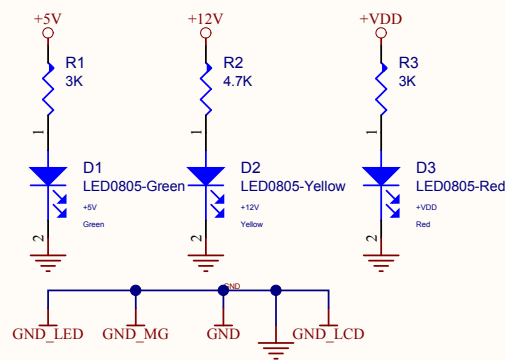 +5V
+12V
+VDD
R1
3K
R2
4.7K
R3
3K
1
1
1
D1
LED0805-Green
+5V
Green
D2
LED0805-Yellow
+12V
Yellow
D3
LED0805-Red
+VDD
Red
2
2
2
GND
GND_LED
GND_MG
GND
GND_LCD